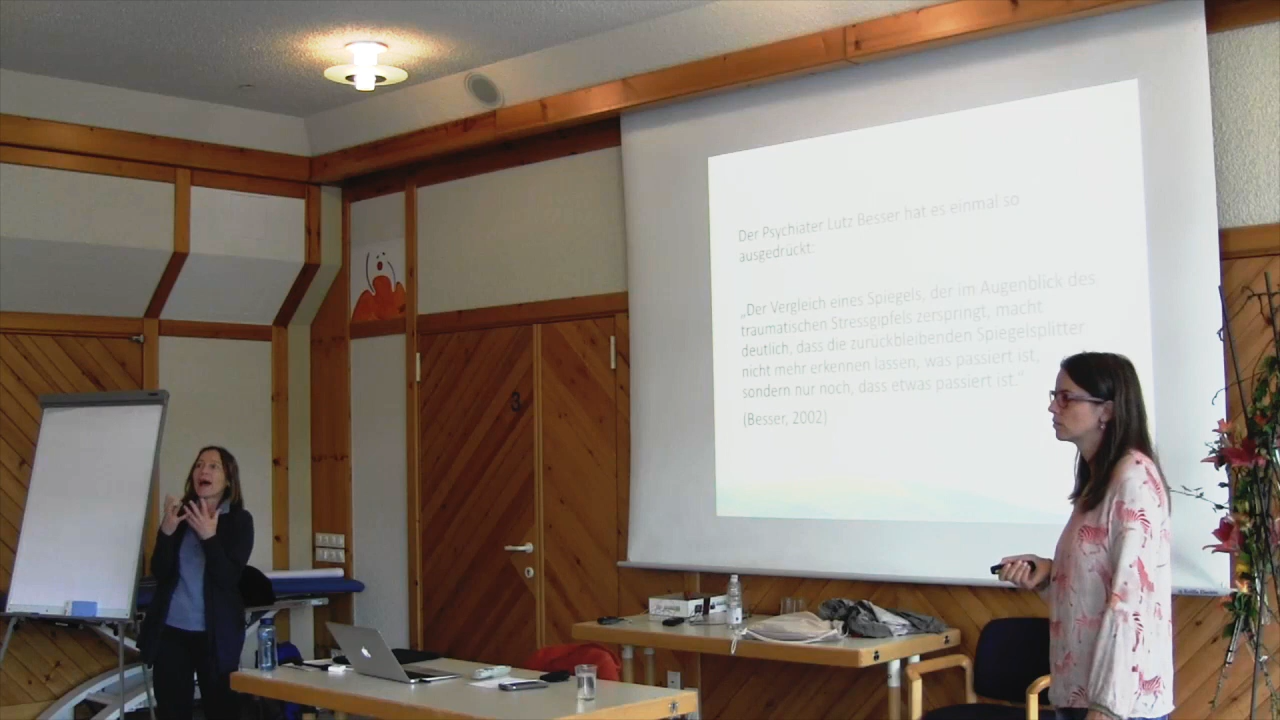 Der Psychiater Lutz Besser hat es einmal so
ausgedrückt:
„Der Vergleich eines Spiegels, der im Augenblick des
traumatischen Stressgipfels zerspringt, macht
deutlich, dass die zurückbleibenden Spiegelsplitter
nicht mehr erkennen lassen, was passiert ist,
sondern nur noch, dass etwas passiert ist.“
(Besser, 2002)
3